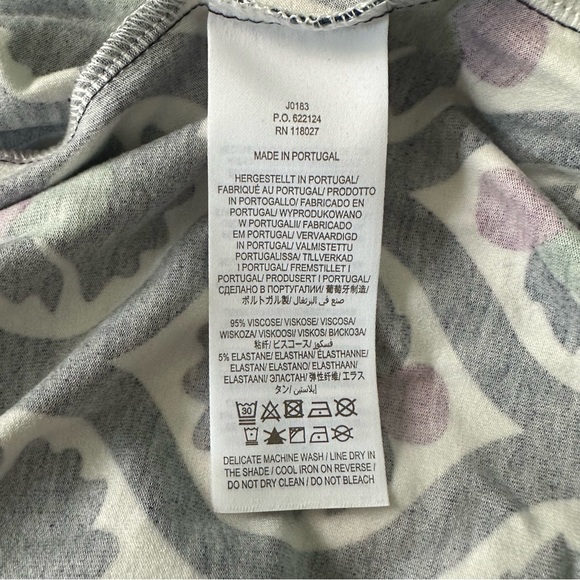 J0183
P.O. 622124
RN 118027
MADE IN PORTUGAL
HERGESTELLT IN PORTUGAL/
FABRIQUÉ AU PORTUGAL/ PRODOTTO
IN PORTOGALLO/ FABRICADO EN
PORTUGAL/ WYPRODUKOWANO
W PORTUGALII/ FABRICADO
EM PORTUGAL/ VERVAARDIGD
IN PORTUGAL/ VALMISTETTU
PORTUGALISSA/ TILLVERKAD
I PORTUGAL/ FREMSTILLET I
PORTUGAL/ PRODUSERT I PORTUGAL/
СДЕЛАНО В ПОРТУГАЛИИ/ 葡萄牙制造/
ポルトガル製/ صنع في البرتغال
95% VISCOSE/ VISKOSE/ VISCOSA/
WISKOZA/ VISKOOSI/ VISKOS/ ВИСКОЗА/
粘纤/ ビスコース/ فسكوز
5% ELASTANE/ ELASTHAN/ ÉLASTHANNE/
ELASTAN/ ELASTANO/ ELASTHAAN/
ELASTAANI/ ЭЛАСТАН/ 弹性纤维/ エラス
タン/ إيلاستين
30
DELICATE MACHINE WASH / LINE DRY IN
THE SHADE / COOL IRON ON REVERSE /
DO NOT DRY CLEAN / DO NOT BLEACH